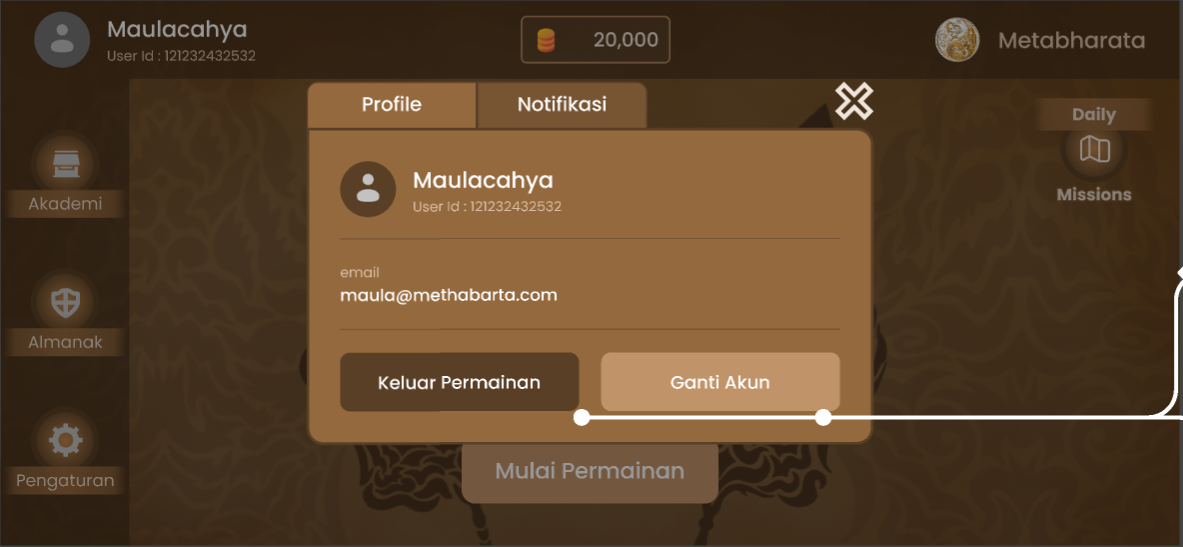 Maulacahya
User Id : 121232432532
20,000
Metabharata
Profile
Notifikasi
Daily
Missions
Akademi
Maulacahya
User Id : 121232432532
email
maula@methabarta.com
Almanak
Keluar Permainan
Ganti Akun
Mulai Permainan
Pengaturan